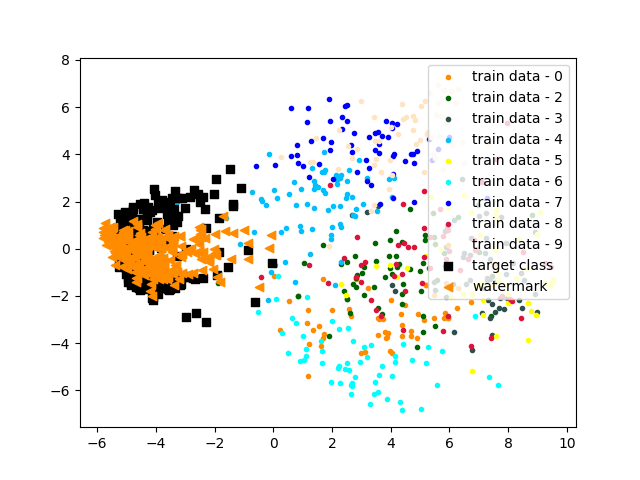 8
6
4
2
0
−2
−4
−6
−6
−4
−2
0
2
4
6
8
10
train data - 0
train data - 2
train data - 3
train data - 4
train data - 5
train data - 6
train data - 7
train data - 8
train data - 9
target class
watermark